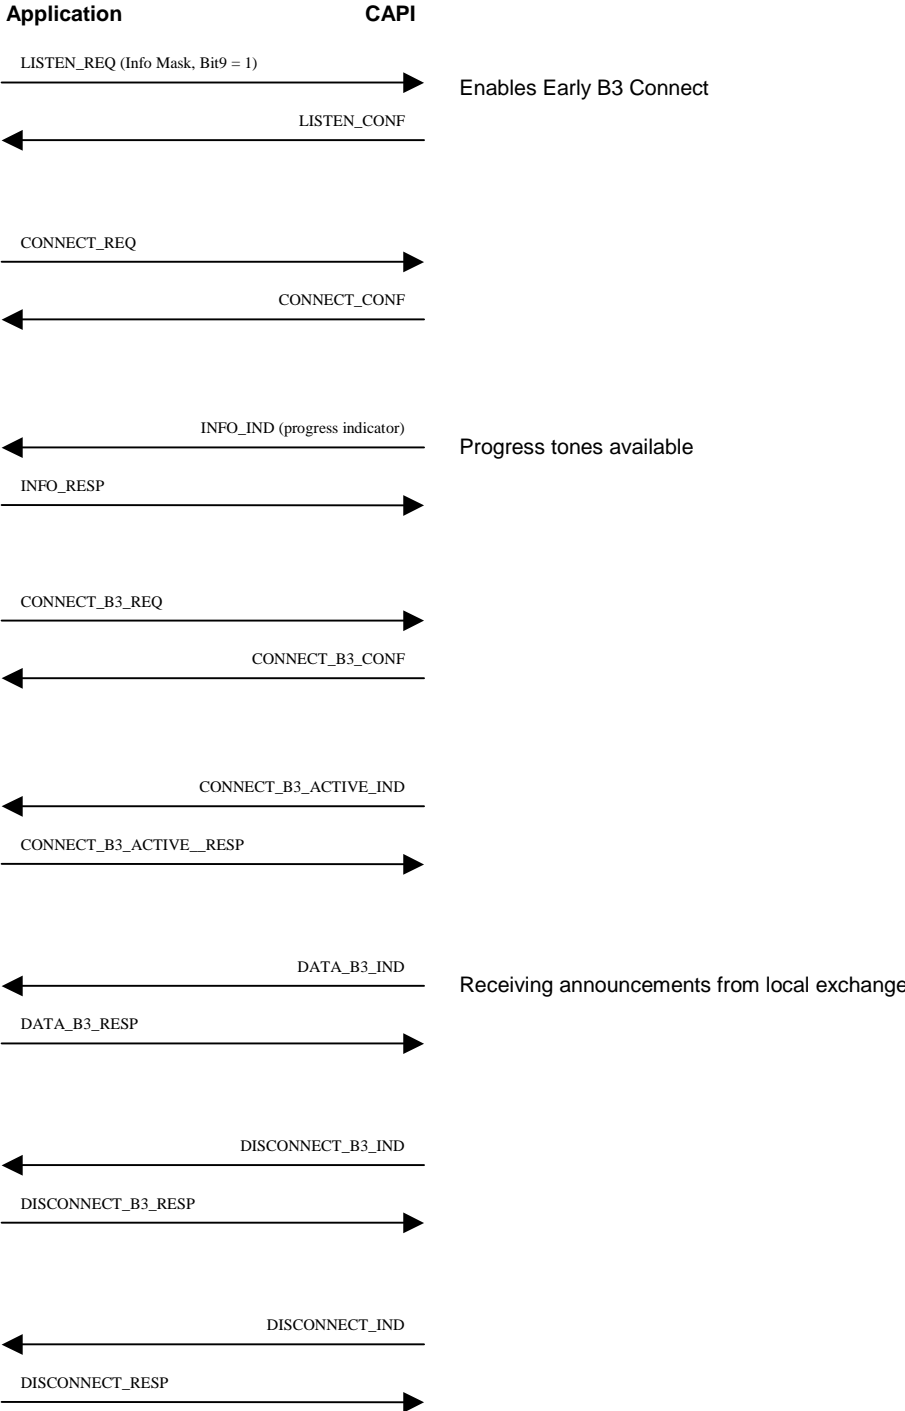 Application CAPI
LISTEN_REQ (Info Mask, Bit9 = 1)
Enables Early B3 Connect
LISTEN_CONF
CONNECT_REQ
CONNECT_CONF
INFO_IND (progress indicator)
Progress tones available
INFO_RESP
CONNECT_B3_REQ
CONNECT_B3_CONF
CONNECT_B3_ACTIVE_IND
CONNECT_B3_ACTIVE__RESP
DATA_B3_IND
Receiving announcements from local exchange
DATA_B3_RESP
DISCONNECT_B3_IND
DISCONNECT_B3_RESP
DISCONNECT_IND
DISCONNECT_RESP